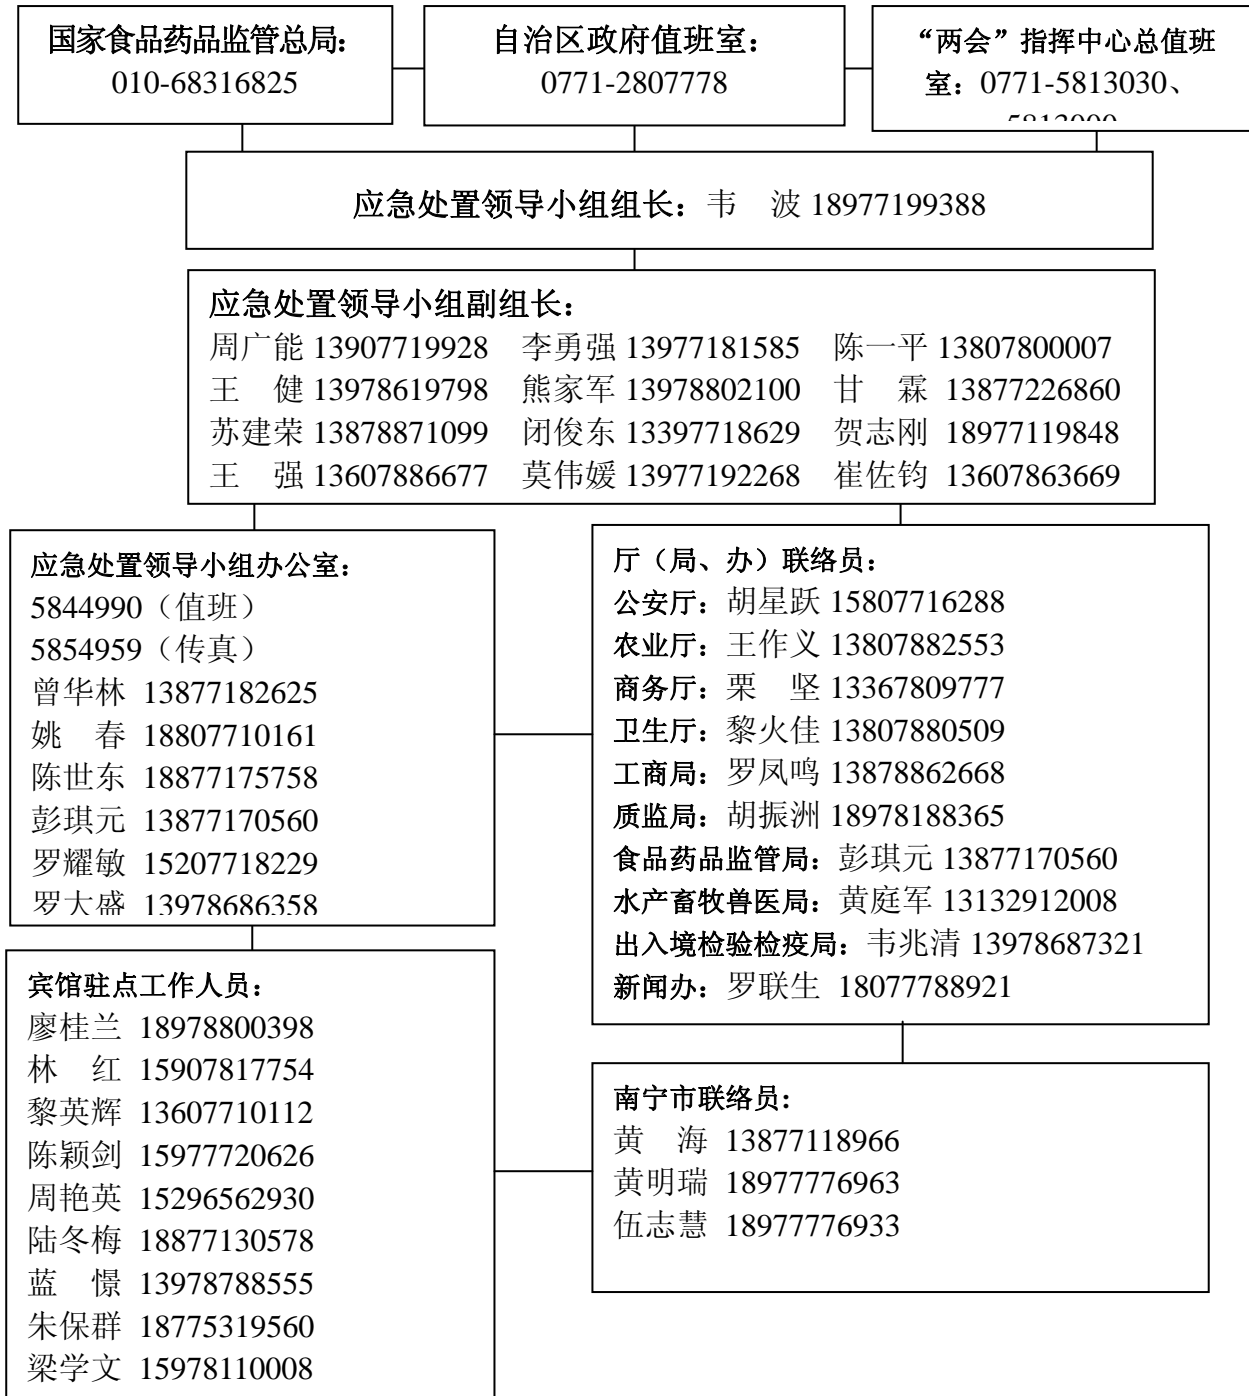 国家食品药品监管总局：
010-68316825
自治区政府值班室：
0771-2807778
“两会”指挥中心总值班
室：0771-5813030、
应急处置领导小组组长：韦　波 18977199388
应急处置领导小组副组长：
周广能 13907719928　李勇强 13977181585　陈一平 13807800007
王　健 13978619798　熊家军 13978802100　甘　霖 13877226860
苏建荣 13878871099　闭俊东 13397718629　贺志刚 18977119848
王　强 13607886677　莫伟媛 13977192268　崔佐钧 13607863669
应急处置领导小组办公室：
5844990（值班）
5854959（传真）
曾华林 13877182625
姚　春 18807710161
陈世东 18877175758
彭琪元 13877170560
罗耀敏 15207718229
罗大盛 13978686358
厅（局、办）联络员：
公安厅：胡星跃 15807716288
农业厅：王作义 13807882553
商务厅：栗　坚 13367809777
卫生厅：黎火佳 13807880509
工商局：罗凤鸣 13878862668
质监局：胡振洲 18978188365
食品药品监管局：彭琪元 13877170560
水产畜牧兽医局：黄庭军 13132912008
出入境检验检疫局：韦兆清 13978687321
新闻办：罗联生 18077788921
宾馆驻点工作人员：
廖桂兰 18978800398
林　红 15907817754
黎英辉 13607710112
陈颖剑 15977720626
周艳英 15296562930
陆冬梅 18877130578
蓝　憬 13978788555
朱保群 18775319560
梁学文 15978110008
南宁市联络员：
黄　海 13877118966
黄明瑞 18977776963
伍志慧 18977776933